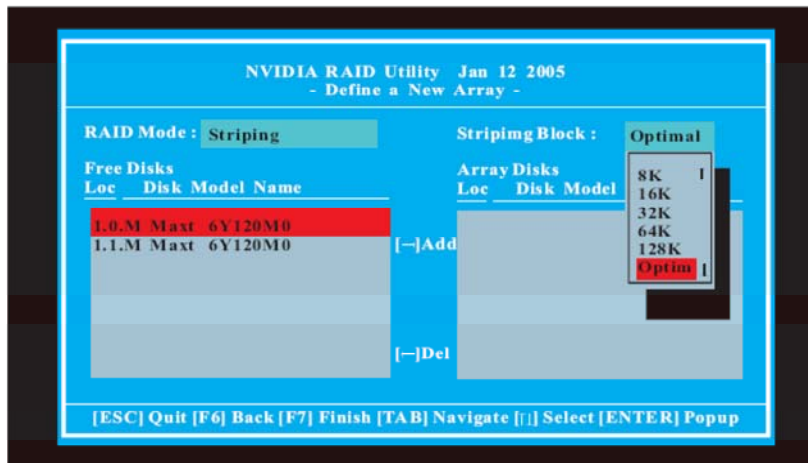 NVIDIA RAID Utility Jan 12 2005
- Define a New Array -
RAID Mode : Striping
Stripimg Block : Optimal
Free Disks
Loc Disk Model Name
Array Disks
Loc Disk Model
8K
16K
32K
64K
128K
Optim
1.0.M Maxt 6Y120M0
1.1.M Maxt 6Y120M0
[—]Add
[—]Del
[ESC] Quit [F6] Back [F7] Finish [TAB] Navigate [↑↓] Select [ENTER] Popup